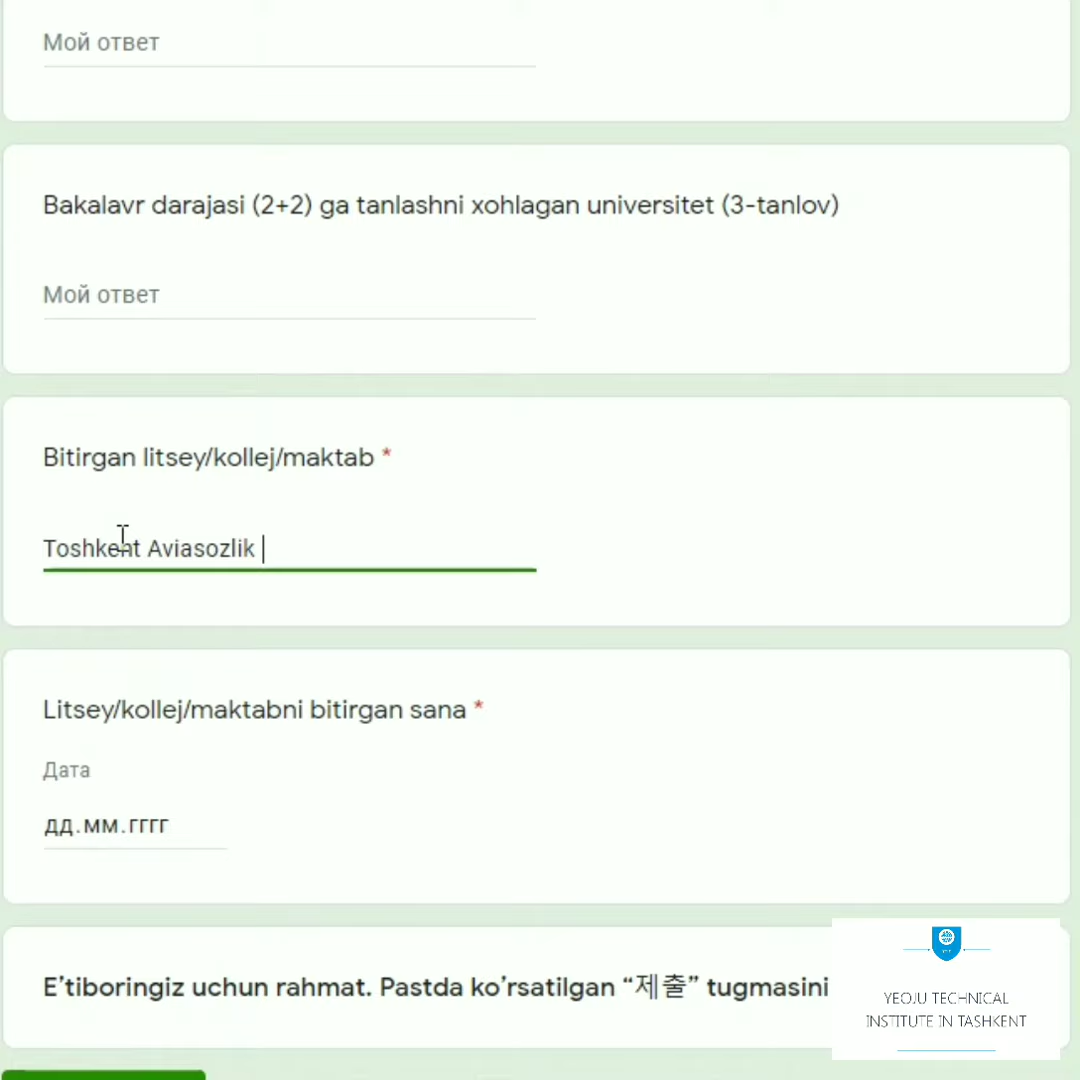 Мой ответ
Bakalavr darajasi (2+2) ga tanlashni xohlagan universitet (3-tanlov)
Мой ответ
Bitirgan litsey/kollej/maktab *
Toshkent Aviasozlik
Litsey/kollej/maktabni bitirgan sana *
Дата
дд.мм.гггг
E’tiboringiz uchun rahmat. Pastda ko’rsatilgan “제출” tugmasini
YEOJU TECHNICAL
INSTITUTE IN TASHKENT